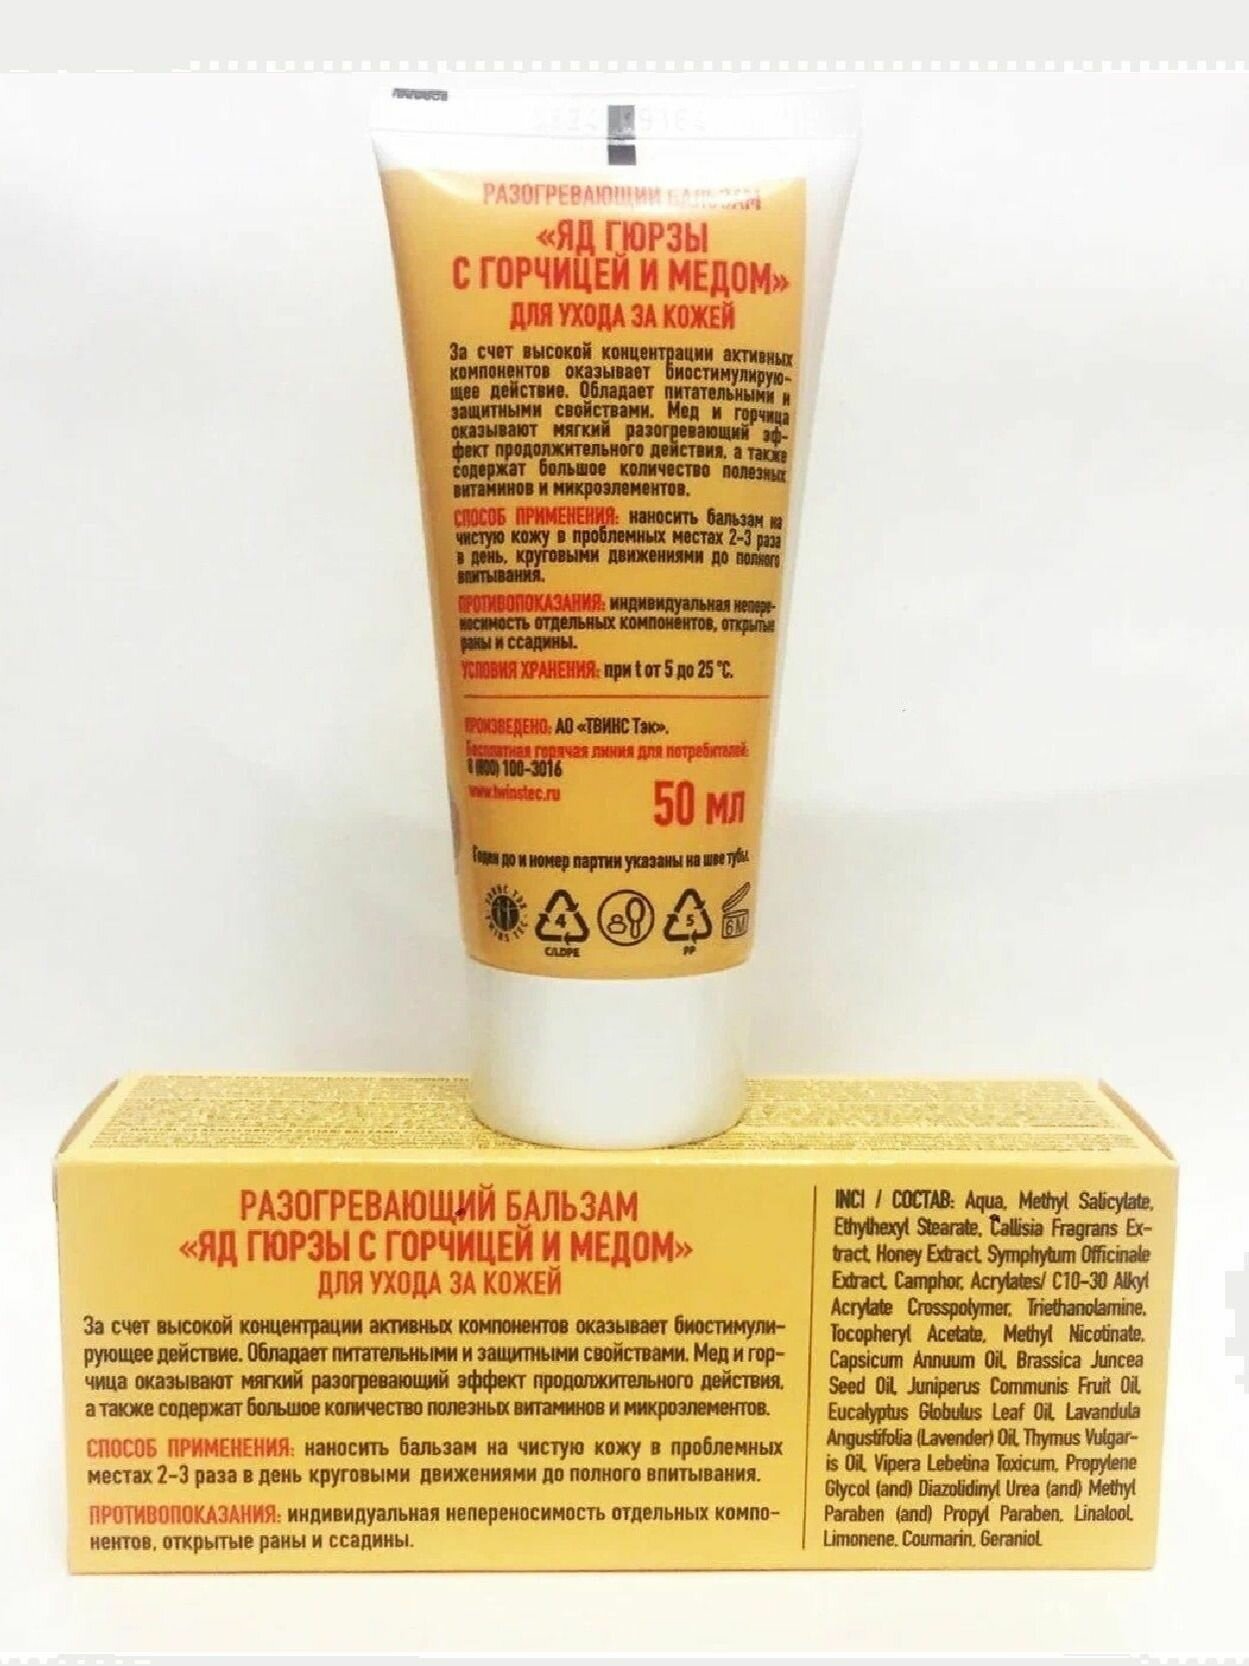 РАЗОГРЕВАЮЩИЙ БАЛЬЗАМ
«ЯД ГЮРЗЫ
С ГОРЧИЦЕЙ И МЕДОМ»
ДЛЯ УХОДА ЗА КОЖЕЙ
За счет высокой концентрации активных
компонентов оказывает биостимулирую-
щее действие. Обладает питательными и
защитными свойствами. Мед и горчица
оказывают мягкий разогревающий эф-
фект продолжительного действия, а также
содержат большое количество полезных
витаминов и микроэлементов.
СПОСОБ ПРИМЕНЕНИЯ: наносить бальзам на
чистую кожу в проблемных местах 2-3 раза
в день, круговыми движениями до полного
впитывания.
ПРОТИВОПОКАЗАНИЯ: индивидуальная непере-
носимость отдельных компонентов, открытые
раны и ссадины.
УСЛОВИЯ ХРАНЕНИЯ: при t от 5 до 25 °С.
ПРОИЗВЕДЕНО: АО «ТВИНС Тэк».
Бесплатная горячая линия для потребителей:
8 (800) 100-3016
www.twinstec.ru
50 мл
Годен до и номер партии указаны на шве тубы.
4
5
6M
C/LDPE
PP
РАЗОГРЕВАЮЩИЙ БАЛЬЗАМ
«ЯД ГЮРЗЫ С ГОРЧИЦЕЙ И МЕДОМ»
ДЛЯ УХОДА ЗА КОЖЕЙ
За счет высокой концентрации активных компонентов оказывает биостимули-
рующее действие. Обладает питательными и защитными свойствами. Мед и гор-
чица оказывают мягкий разогревающий эффект продолжительного действия,
а также содержат большое количество полезных витаминов и микроэлементов.
СПОСОБ ПРИМЕНЕНИЯ: наносить бальзам на чистую кожу в проблемных
местах 2-3 раза в день круговыми движениями до полного впитывания.
ПРОТИВОПОКАЗАНИЯ: индивидуальная непереносимость отдельных компо-
нентов, открытые раны и ссадины.
INCI / СОСТАВ: Aqua, Methyl Salicylate,
Ethylhexyl Stearate, Callisia Fragrans Ex-
tract, Honey Extract, Symphytum Officinale
Extract, Camphor, Acrylates/ C10-30 Alkyl
Acrylate Crosspolymer, Triethanolamine,
Tocopheryl Acetate, Methyl Nicotinate,
Capsicum Annuum Oil, Brassica Juncea
Seed Oil, Juniperus Communis Fruit Oil,
Eucalyptus Globulus Leaf Oil, Lavandula
Angustifolia (Lavender) Oil, Thymus Vulgar-
is Oil, Vipera Lebetina Toxicum, Propylene
Glycol (and) Diazolidinyl Urea (and) Methyl
Paraben (and) Propyl Paraben, Linalool,
Limonene, Coumarin, Geraniol.